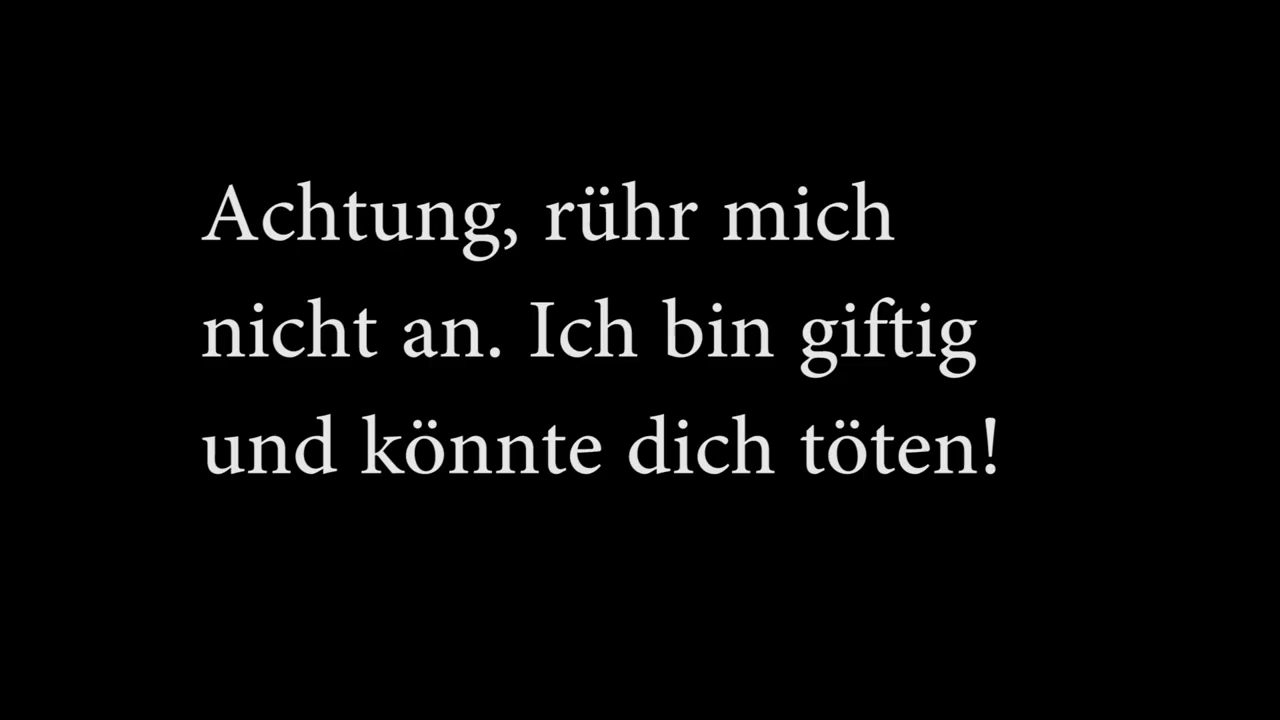 Achtung, rühr mich
nicht an. Ich bin giftig
und könnte dich töten!